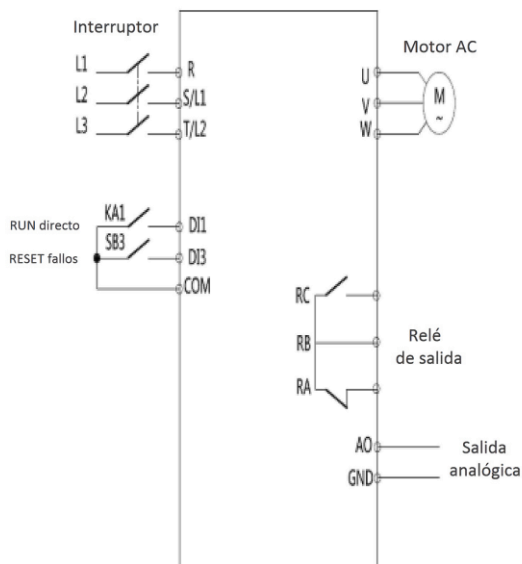 Interruptor
L1
R
L2
S/L1
L3
T/L2
Motor AC
U
V
W
M
~
KA1
RUN directo
DI1
SB3
RESET fallos
DI3
COM
RC
RB
RA
Relé
de salida
AO
GND
Salida
analógica